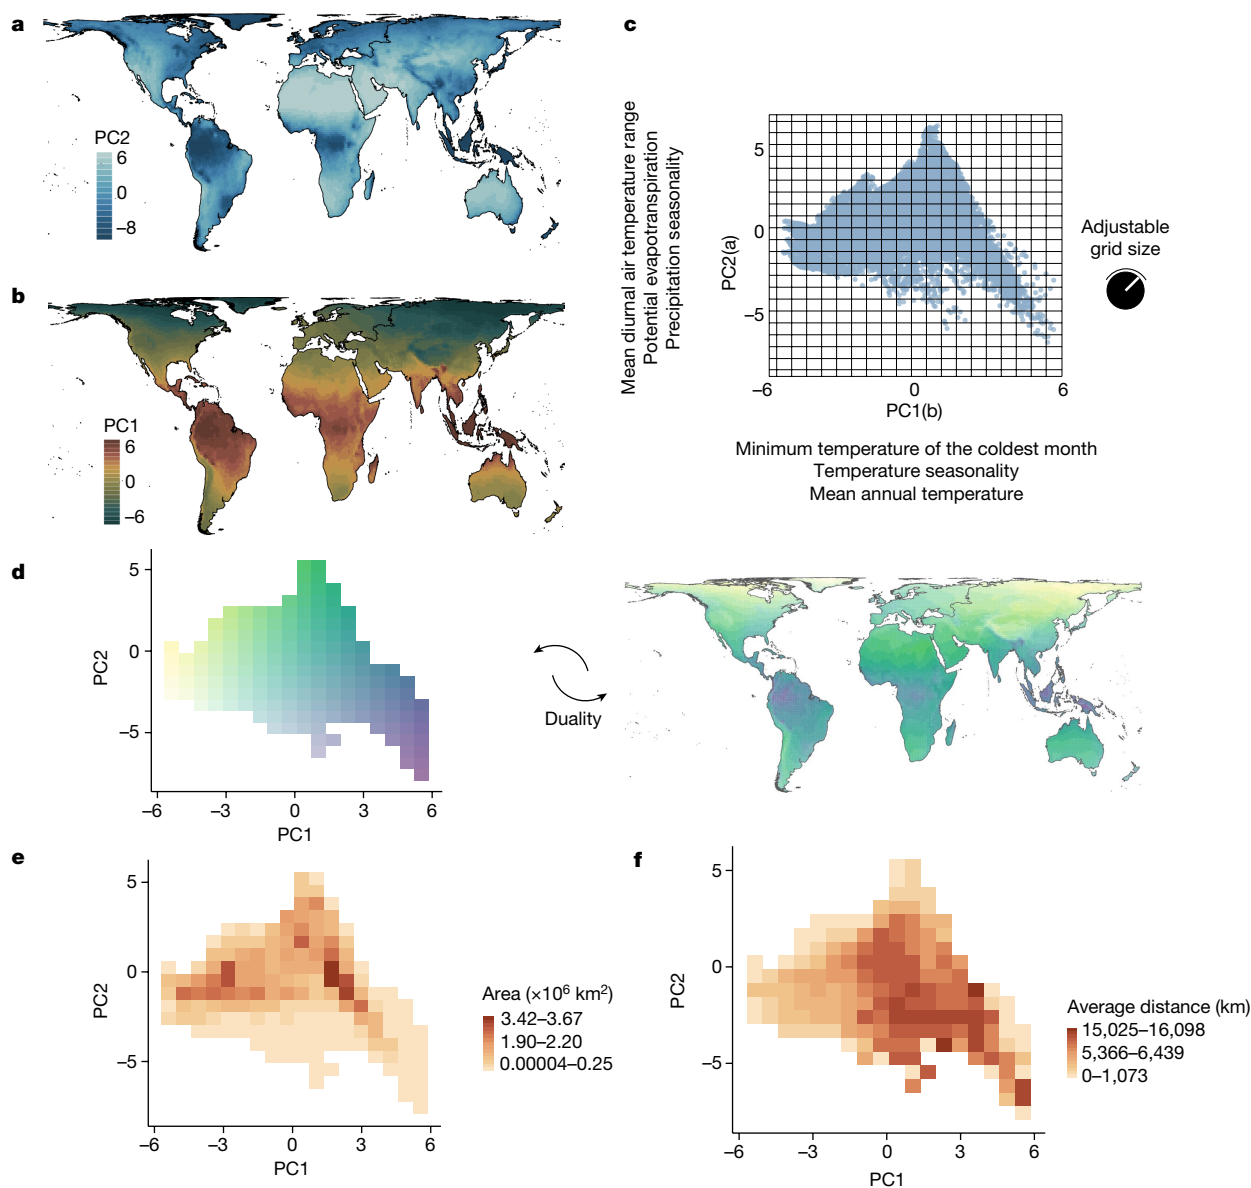 a
PC2
6
0
−8
b
PC1
6
0
−6
c
Mean diurnal air temperature range
Potential evapotranspiration
Precipitation seasonality
PC2(a)
5
0
−5
−6
0
6
PC1(b)
Minimum temperature of the coldest month
Temperature seasonality
Mean annual temperature
Adjustable
grid size
d
PC2
5
0
−5
−6
−3
0
3
6
PC1
Duality
e
PC2
5
0
−5
−6
−3
0
3
6
PC1
Area (×10⁶ km²)
3.42–3.67
1.90–2.20
0.00004–0.25
f
PC2
5
0
−5
−6
−3
0
3
6
PC1
Average distance (km)
15,025–16,098
5,366–6,439
0–1,073